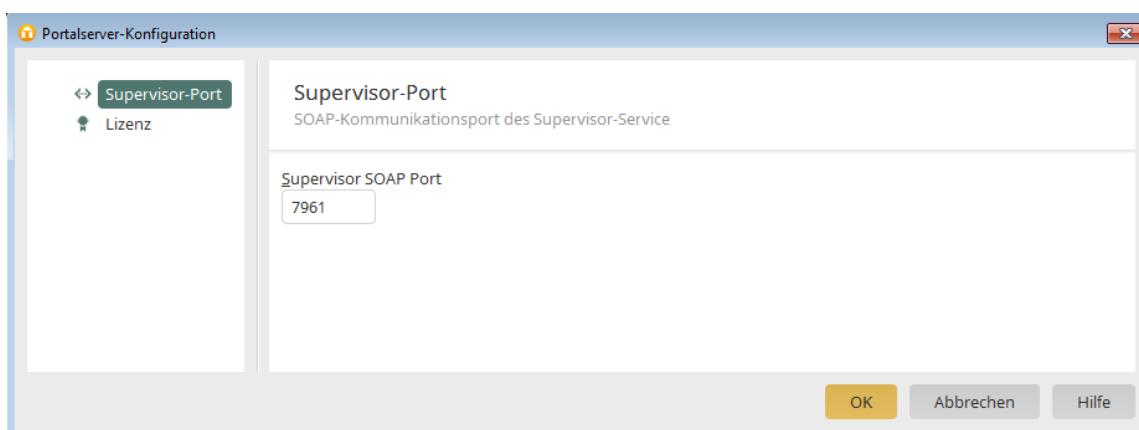 Portalserver-Konfiguration
Supervisor-Port
Lizenz
Supervisor-Port
SOAP-Kommunikationsport des Supervisor-Service
Supervisor SOAP Port
7961
OK Abbrechen Hilfe